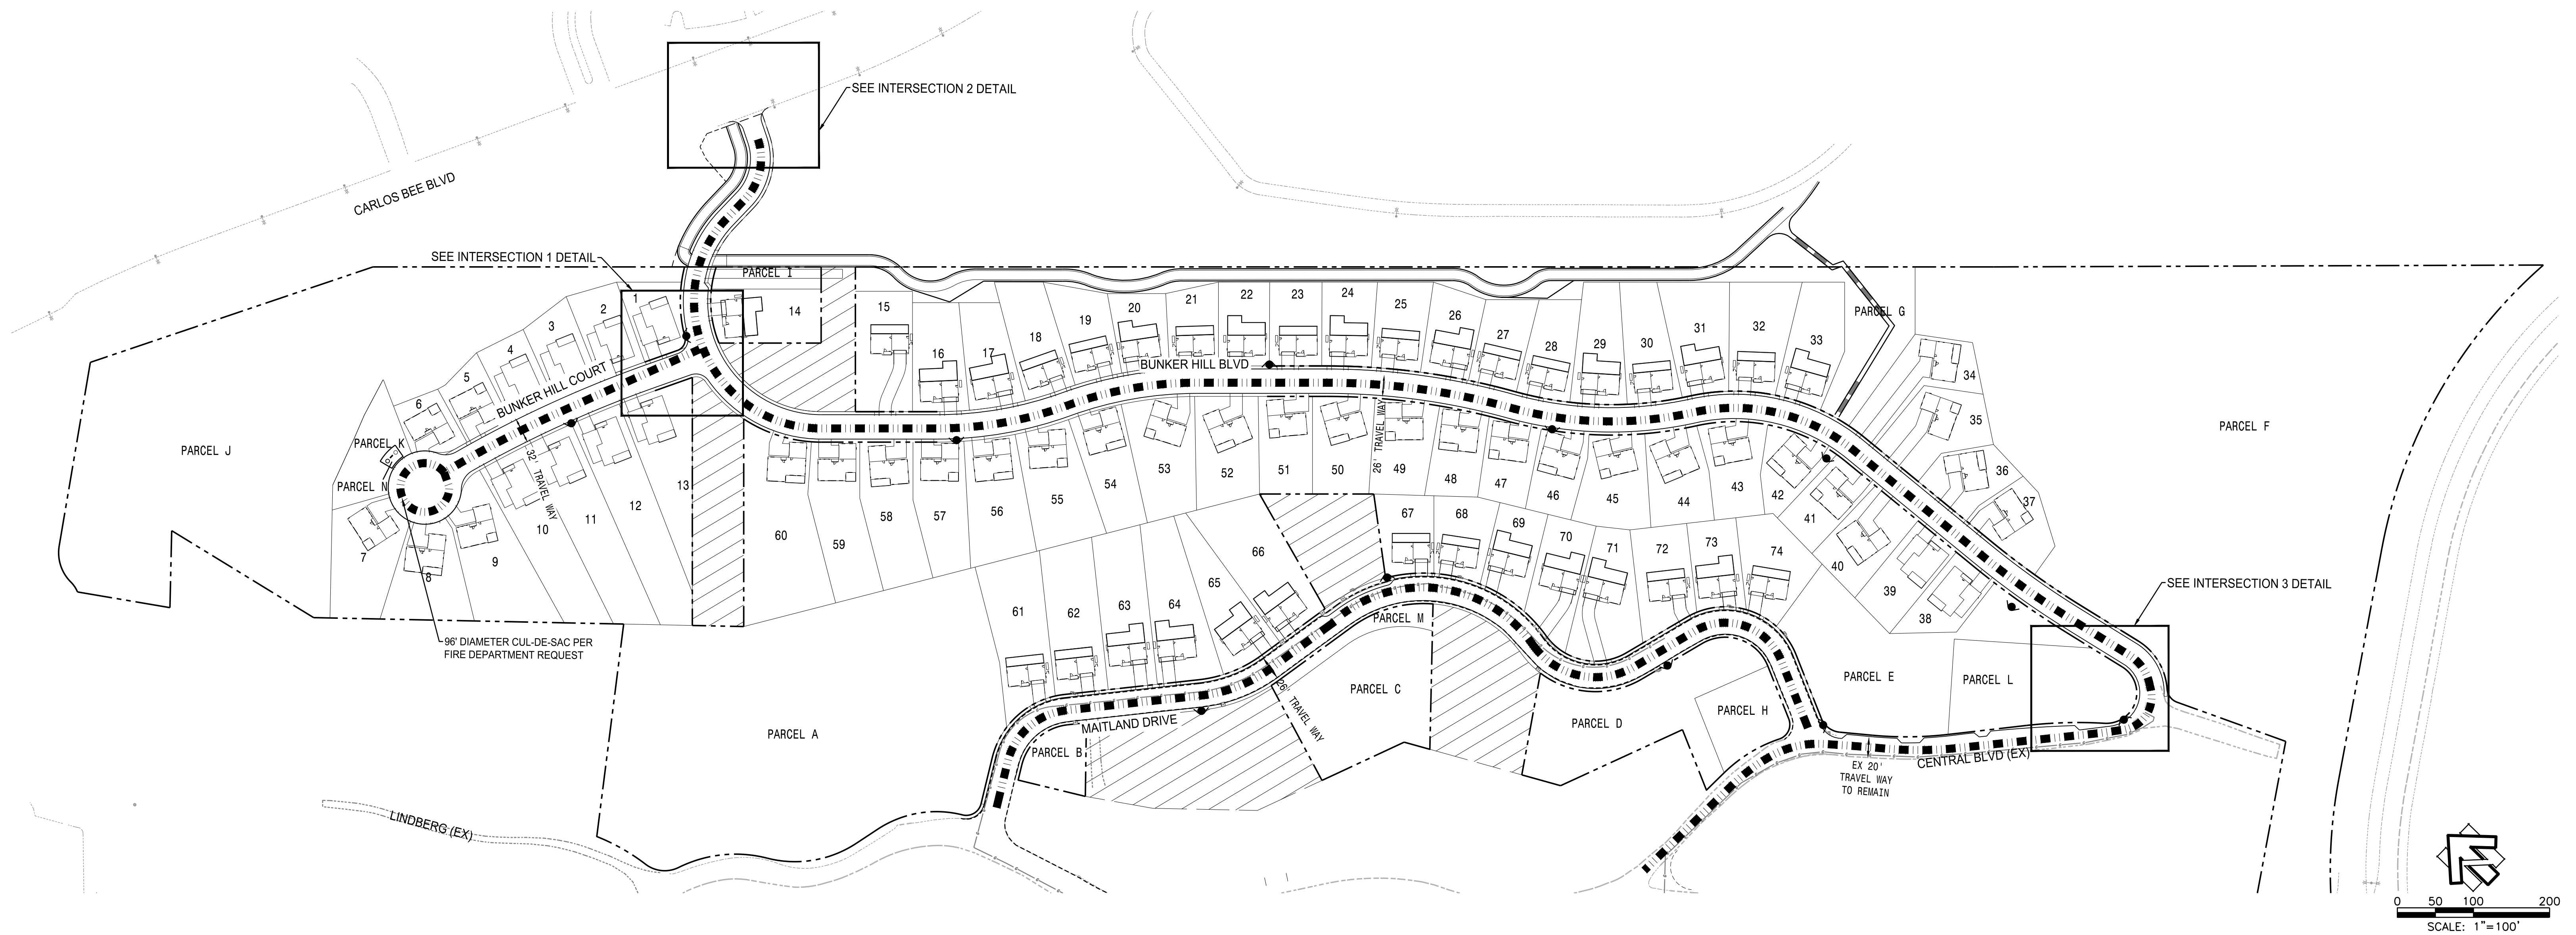 SEE INTERSECTION 2 DETAIL
CARLOS BEE BLVD
SEE INTERSECTION 1 DETAIL
PARCEL I
1
2
3
4
5
6
14
15
16
17
18
19
20
21
22
23
24
25
26
27
28
29
30
31
32
33
PARCEL G
34
35
36
37
PARCEL F
BUNKER HILL COURT
BUNKER HILL BLVD
PARCEL J
PARCEL K
PARCEL N
32' TRAVEL WAY
26' TRAVEL WAY
7
8
9
10
11
12
13
60
59
58
57
56
55
54
53
52
51
50
49
48
47
46
45
44
43
42
41
40
39
38
96' DIAMETER CUL-DE-SAC PER
FIRE DEPARTMENT REQUEST
61
62
63
64
65
66
67
68
69
70
71
72
73
74
SEE INTERSECTION 3 DETAIL
PARCEL M
PARCEL E
PARCEL L
PARCEL C
PARCEL H
PARCEL D
PARCEL A
PARCEL B
MAITLAND DRIVE
26' TRAVEL WAY
CENTRAL BLVD (EX)
EX 20'
TRAVEL WAY
TO REMAIN
LINDBERG (EX)
0 50 100 200
SCALE: 1"=100'